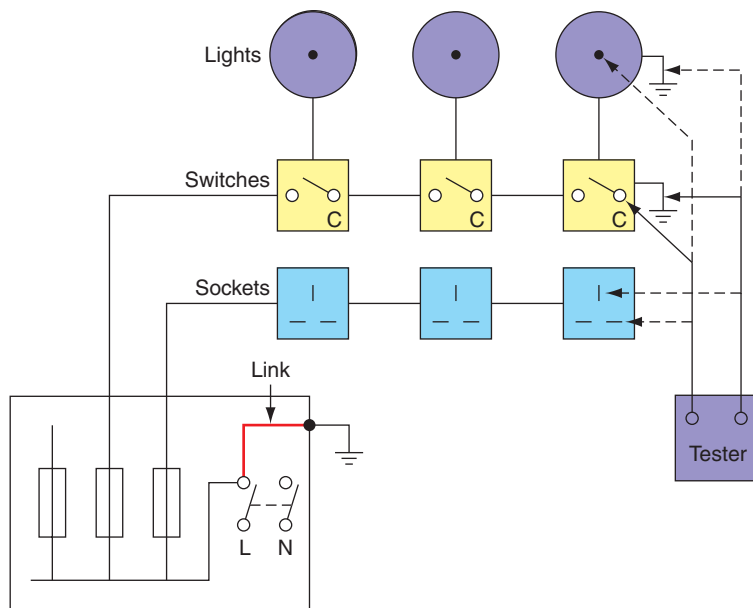 Lights
Switches
C C C
Sockets
Link
Tester
L N